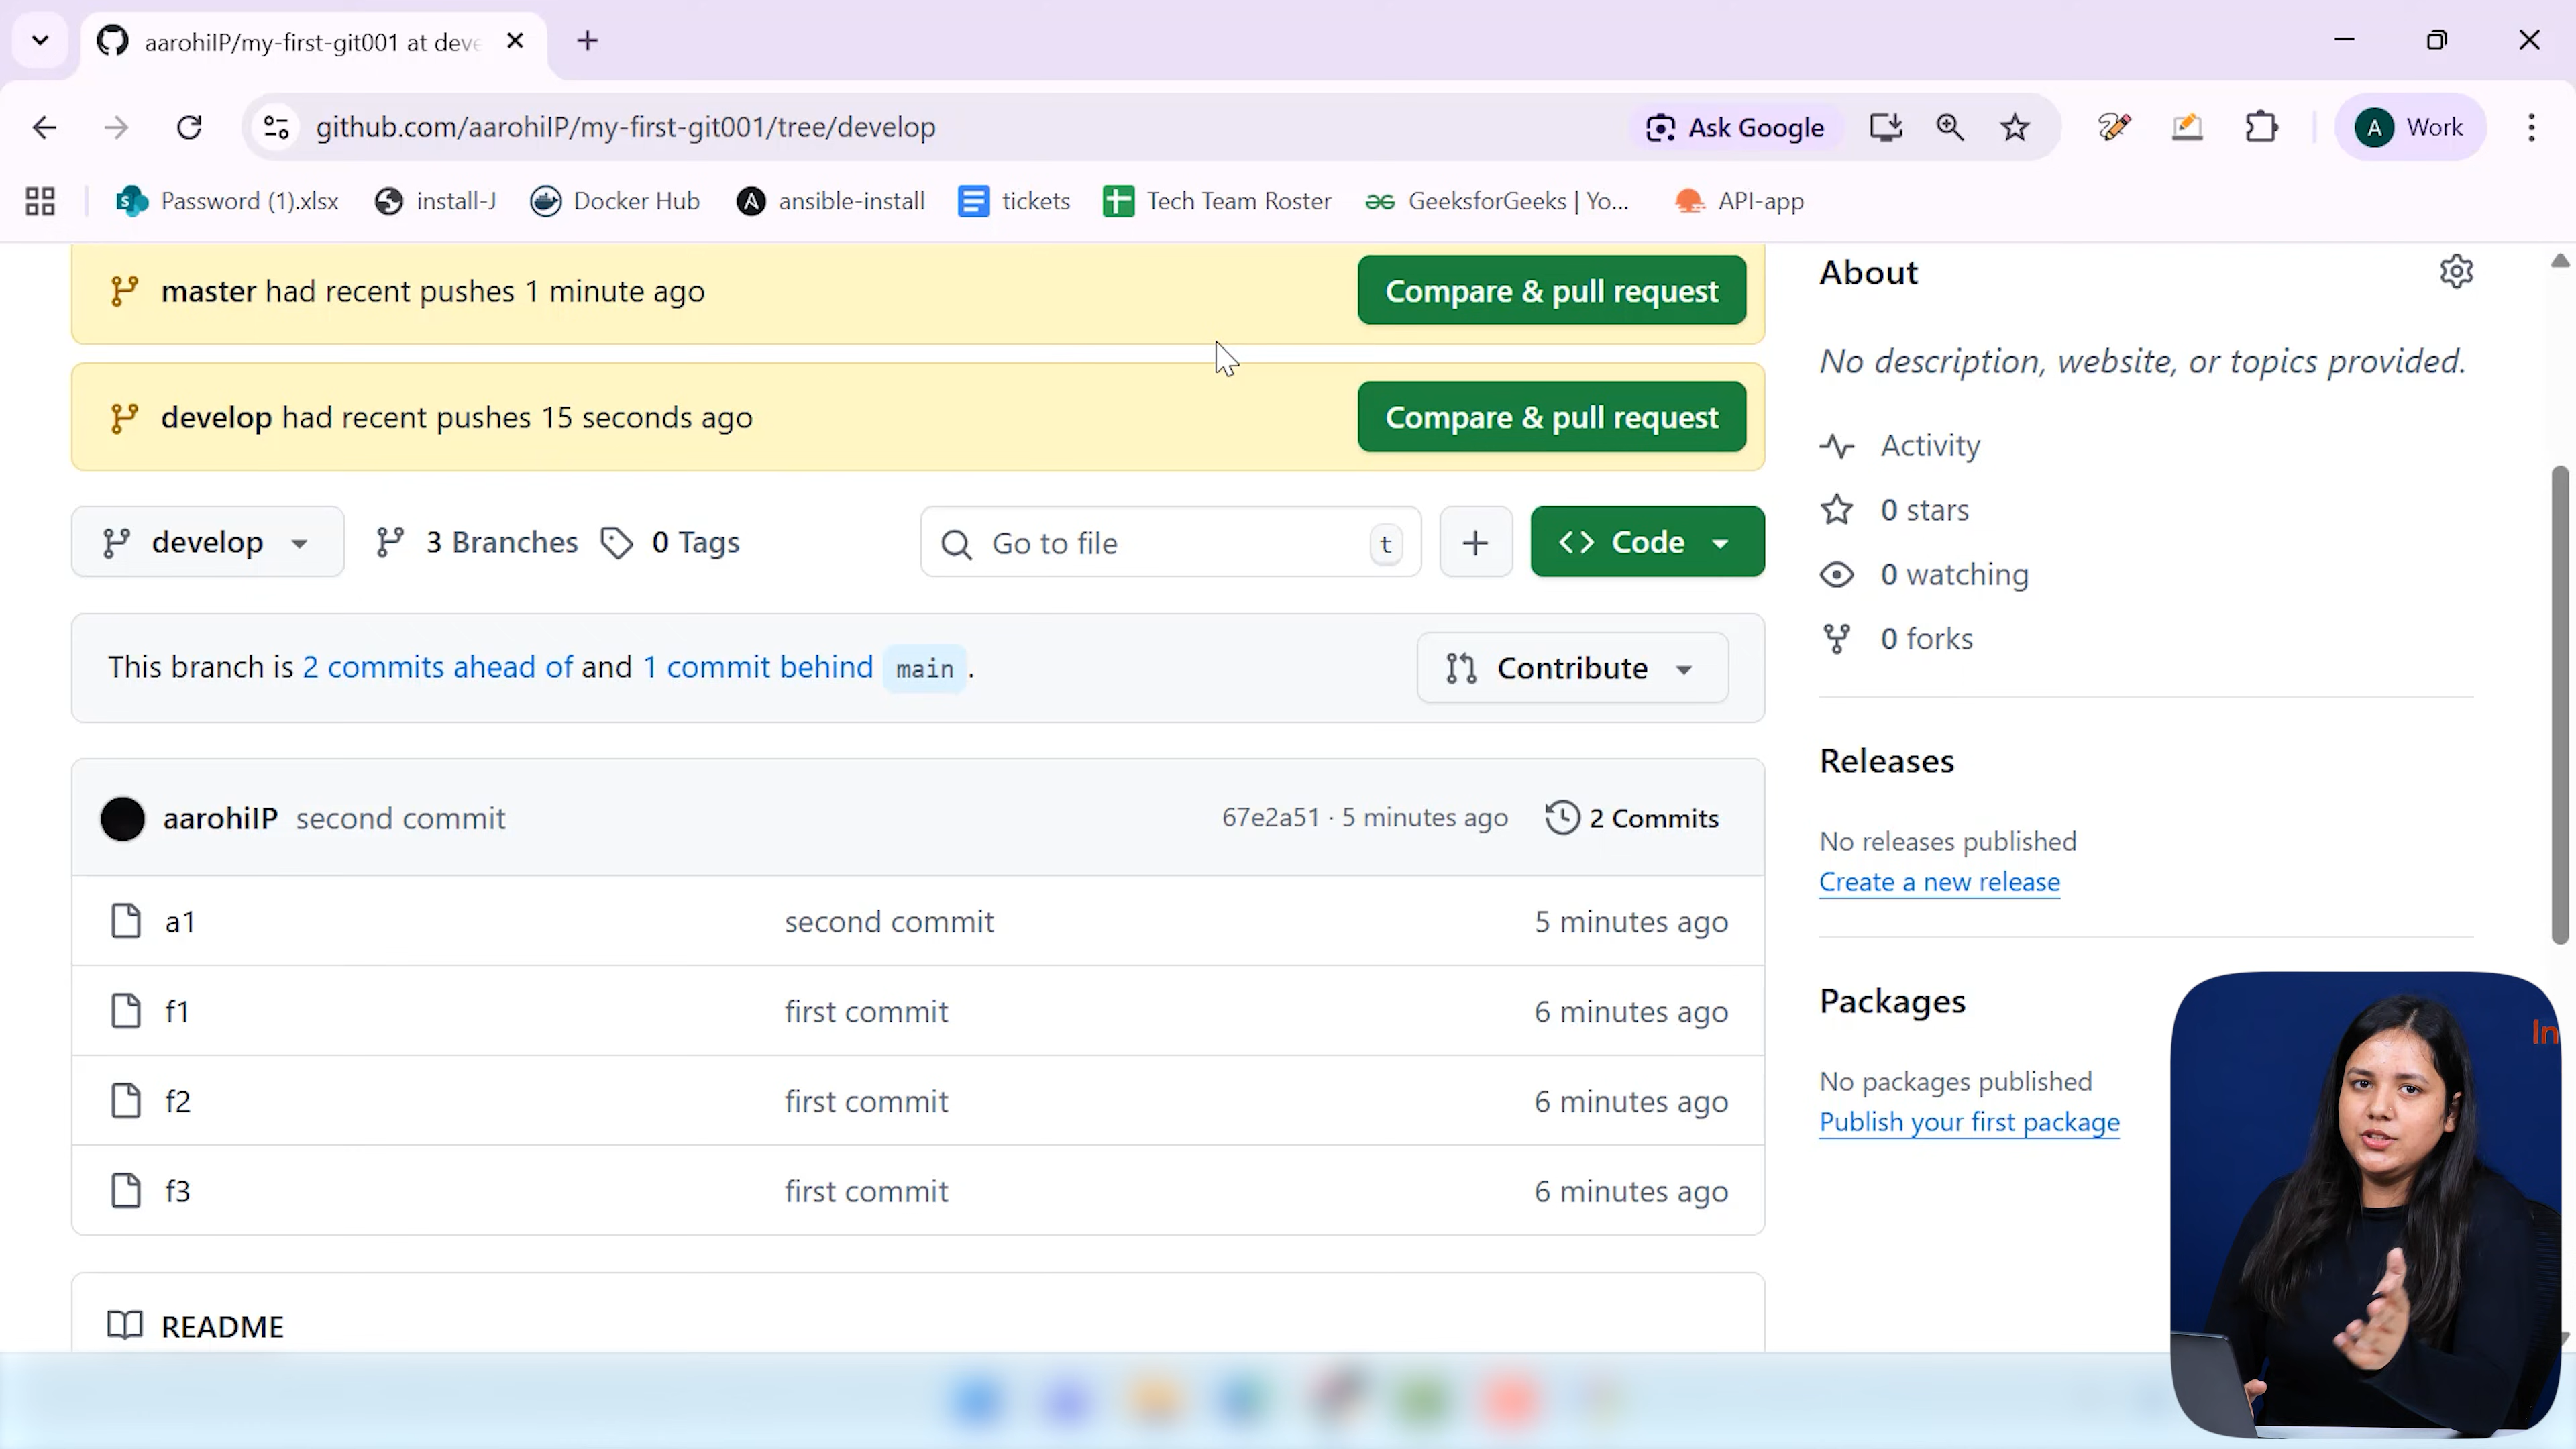 aarohiIP/my-first-git001 at deve
github.com/aarohiIP/my-first-git001/tree/develop
Ask Google
A
Work
Password (1).xlsx
install-J
Docker Hub
ansible-install
tickets
Tech Team Roster
GeeksforGeeks | Yo...
API-app
master had recent pushes 1 minute ago
Compare & pull request
develop had recent pushes 15 seconds ago
Compare & pull request
develop
3 Branches
0 Tags
Go to file
t
Code
This branch is 2 commits ahead of and 1 commit behind main .
Contribute
aarohiIP second commit
67e2a51 · 5 minutes ago
2 Commits
a1 second commit 5 minutes ago
f1 first commit 6 minutes ago
f2 first commit 6 minutes ago
f3 first commit 6 minutes ago
README
About
No description, website, or topics provided.
Activity
0 stars
0 watching
0 forks
Releases
No releases published
Create a new release
Packages
No packages published
Publish your first package
In